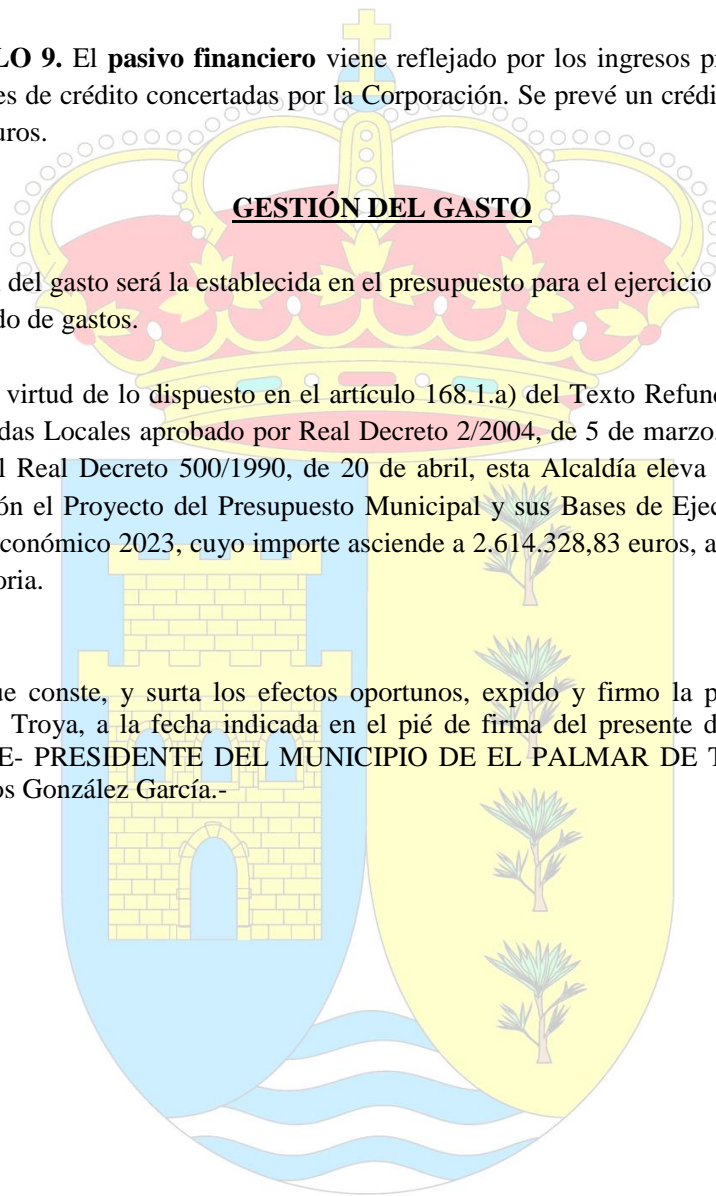 LO 9. El pasivo financiero viene reflejado por los ingresos
es de crédito concertadas por la Corporación. Se prevé un
uros.
GESTIÓN DEL GASTO
del gasto será la establecida en el presupuesto para el ejercicio
do de gastos.
virtud de lo dispuesto en el artículo 168.1.a) del Texto
das Locales aprobado por Real Decreto 2/2004, de 5 de marzo,
l Real Decreto 500/1990, de 20 de abril, esta Alcaldía eleva
ón el Proyecto del Presupuesto Municipal y sus Bases de
conómico 2023, cuyo importe asciende a 2.614.328,83 euros,
oria.
ue conste, y surta los efectos oportunos, expido y firmo la
Troya, a la fecha indicada en el pié de firma del presente
E- PRESIDENTE DEL MUNICIPIO DE EL PALMAR DE
os González García.-